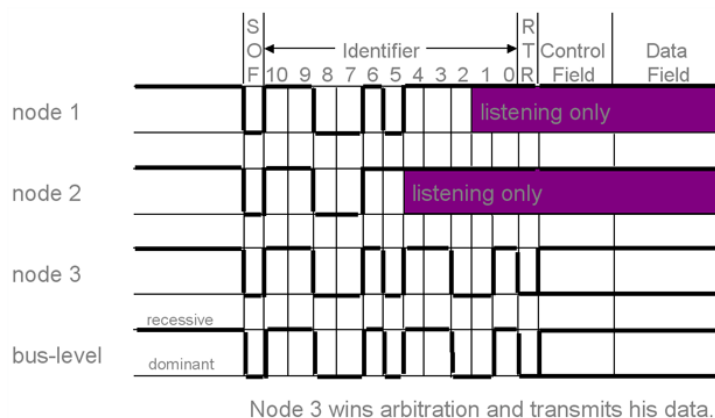 S O F
Identifier
R T R
Control Field
Data Field
10 9 8 7 6 5 4 3 2 1 0
node 1
listening only
node 2
listening only
node 3
recessive
bus-level
dominant
Node 3 wins arbitration and transmits his data.